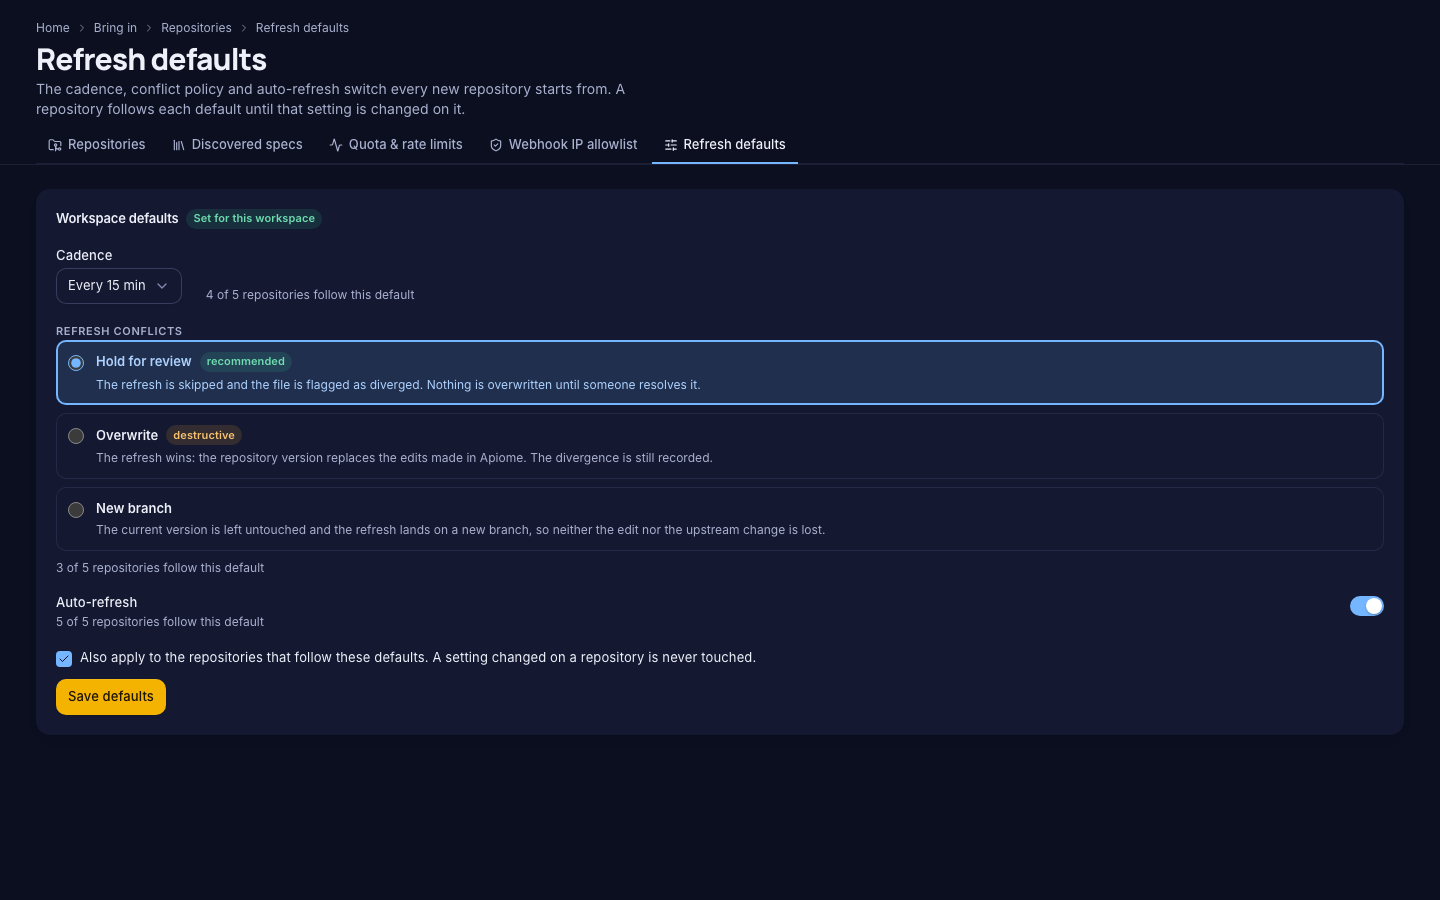 Home > Bring in > Repositories > Refresh defaults
Refresh defaults
The cadence, conflict policy and auto-refresh switch every new repository starts from. A
repository follows each default until that setting is changed on it.
Repositories Discovered specs Quota & rate limits Webhook IP allowlist Refresh defaults
Workspace defaults Set for this workspace
Cadence
Every 15 min 4 of 5 repositories follow this default
REFRESH CONFLICTS
Hold for review recommended
The refresh is skipped and the file is flagged as diverged. Nothing is overwritten until someone resolves it.
Overwrite destructive
The refresh wins: the repository version replaces the edits made in Apiome. The divergence is still recorded.
New branch
The current version is left untouched and the refresh lands on a new branch, so neither the edit nor the upstream change is lost.
3 of 5 repositories follow this default
Auto-refresh
5 of 5 repositories follow this default
Also apply to the repositories that follow these defaults. A setting changed on a repository is never touched.
Save defaults